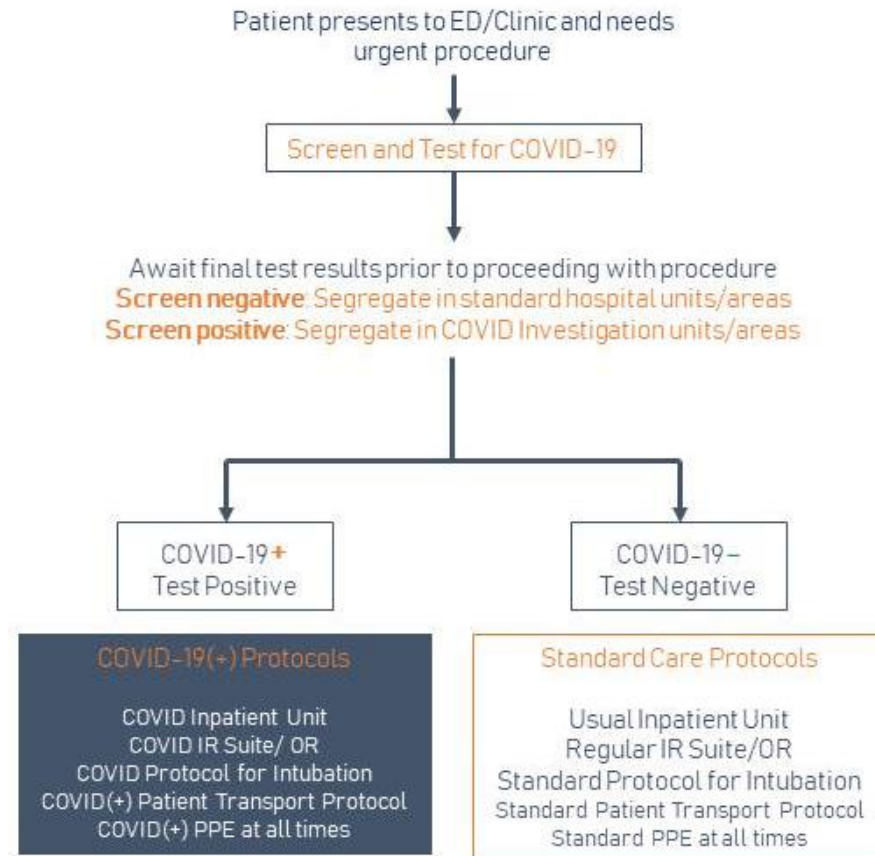 Patient presents to ED/Clinic and needs
urgent procedure
Screen and Test for COVID-19
Await final test results prior to proceeding with procedure
Screen negative: Segregate in standard hospital units/areas
Screen positive: Segregate in COVID Investigation units/areas
COVID-19+
Test Positive
COVID-19−
Test Negative
COVID-19(+) Protocols
COVID Inpatient Unit
COVID IR Suite/ OR
COVID Protocol for Intubation
COVID(+) Patient Transport Protocol
COVID(+) PPE at all times
Standard Care Protocols
Usual Inpatient Unit
Regular IR Suite/OR
Standard Protocol for Intubation
Standard Patient Transport Protocol
Standard PPE at all times